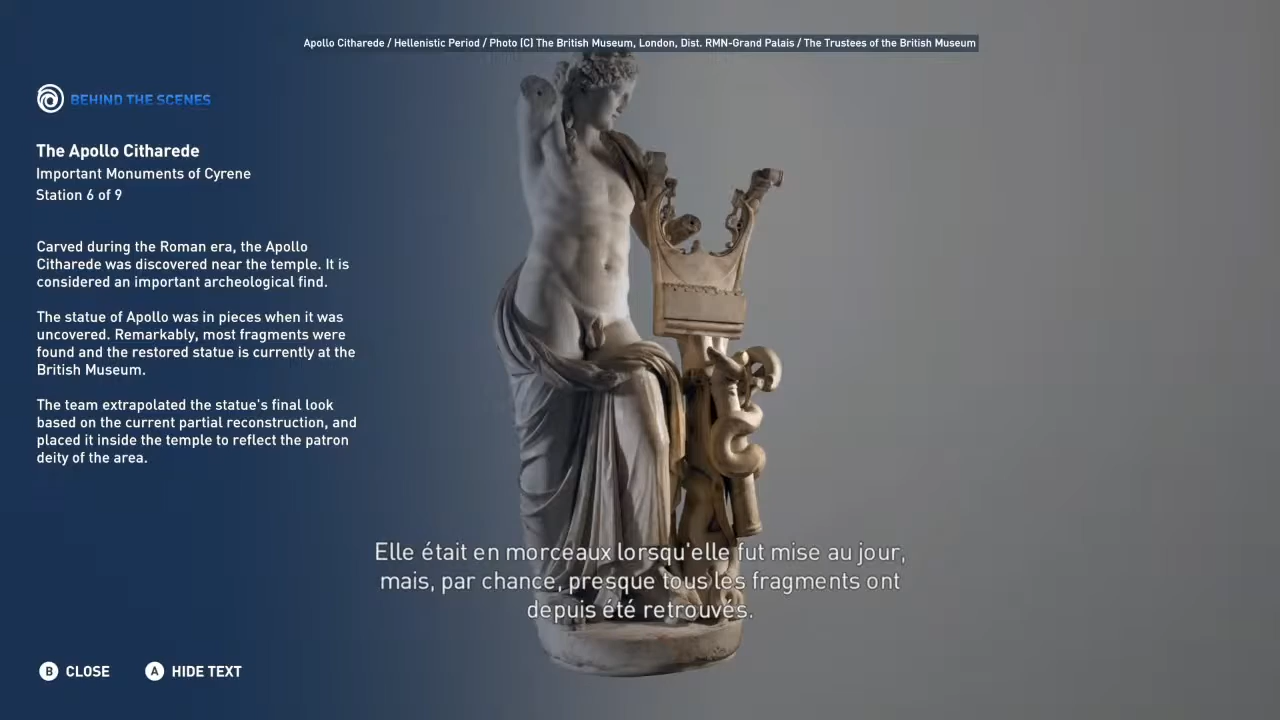 Apollo Citharede / Hellenistic Period / Photo (C) The British Museum, London, Dist. RMN-Grand Palais / The Trustees of the British Museum
BEHIND THE SCENES
The Apollo Citharede
Important Monuments of Cyrene
Station 6 of 9
Carved during the Roman era, the Apollo
Citharede was discovered near the temple. It is
considered an important archeological find.
The statue of Apollo was in pieces when it was
uncovered. Remarkably, most fragments were
found and the restored statue is currently at the
British Museum.
The team extrapolated the statue's final look
based on the current partial reconstruction, and
placed it inside the temple to reflect the patron
deity of the area.
Elle était en morceaux lorsqu'elle fut mise au jour,
mais, par chance, presque tous les fragments ont
depuis été retrouvés.
B CLOSE A HIDE TEXT